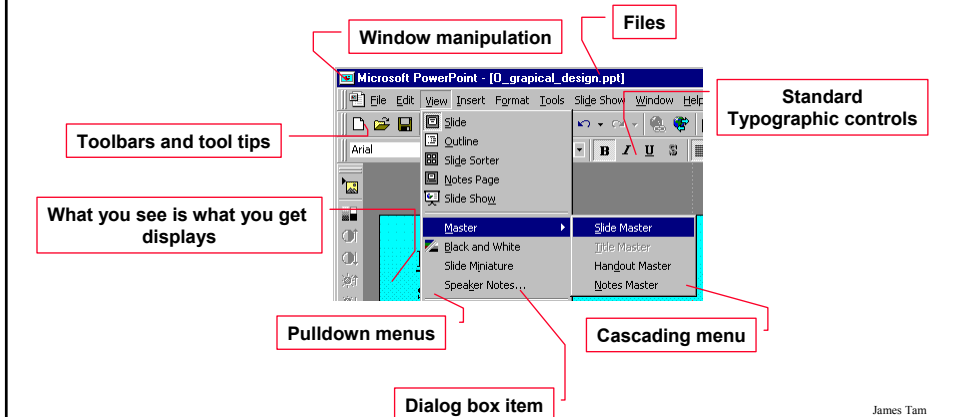 Files
Window manipulation
Microsoft PowerPoint - [0_grapical_design.ppt]
File Edit View Insert Format Tools Slide Show Window Help
Standard
Typographic controls
Toolbars and tool tips
Slide
Arial
Outline
B I U S
Slide Sorter
Notes Page
Slide Show
What you see is what you get
displays
Master
Slide Master
Black and White
Title Master
Slide Miniature
Handout Master
Speaker Notes...
Notes Master
Pulldown menus
Cascading menu
Dialog box item
James Tam